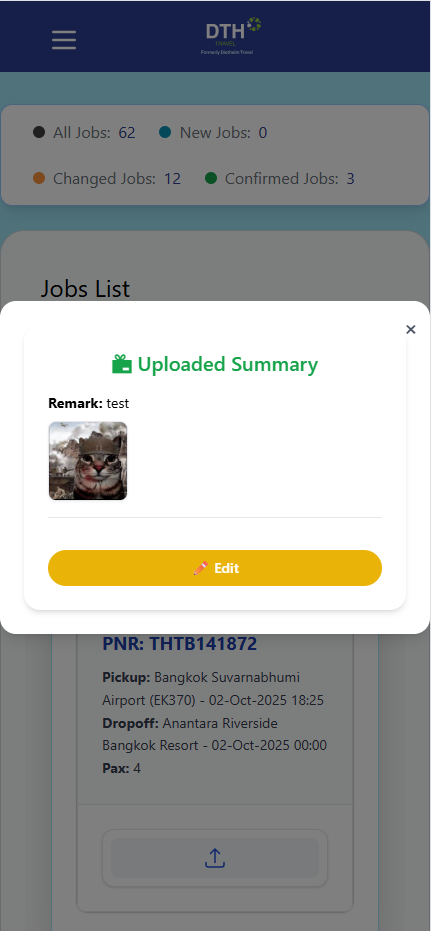 DTH
TRAVEL
Formerly Diethelm Travel
All Jobs: 62 New Jobs: 0
Changed Jobs: 12 Confirmed Jobs: 3
Jobs List
×
Uploaded Summary
Remark: test
Edit
PNR: THTB141872
Pickup: Bangkok Suvarnabhumi
Airport (EK370) - 02-Oct-2025 18:25
Dropoff: Anantara Riverside
Bangkok Resort - 02-Oct-2025 00:00
Pax: 4